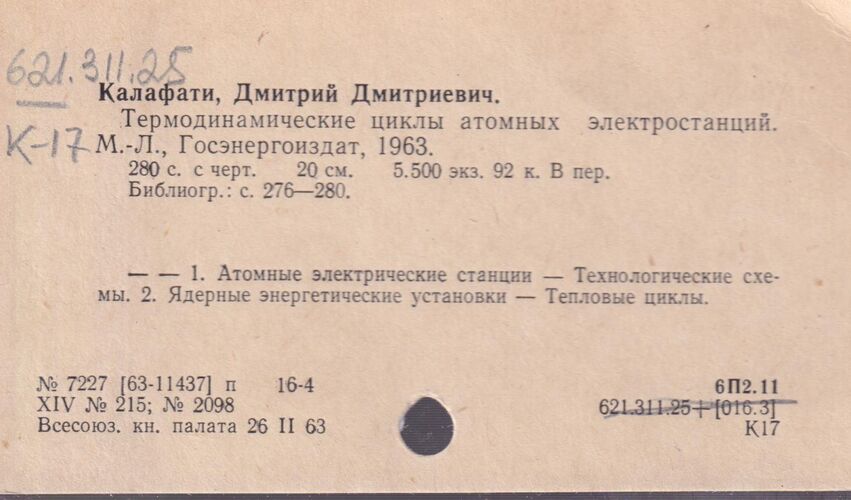 621.311.25
Калафати, Дмитрий Дмитриевич.
Термодинамические циклы атомных электростанций.
К-17 М.-Л., Госэнергоиздат, 1963.
280 с. с черт. 20 см. 5.500 экз. 92 к. В пер.
Библиогр.: с. 276—280.
— — 1. Атомные электрические станции — Технологические схе-
мы. 2. Ядерные энергетические установки — Тепловые циклы.
№ 7227 [63-11437] п 16-4 6П2.11
XIV № 215; № 2098 621.311.25+[016.3]
Всесоюз. кн. палата 26 II 63 К17